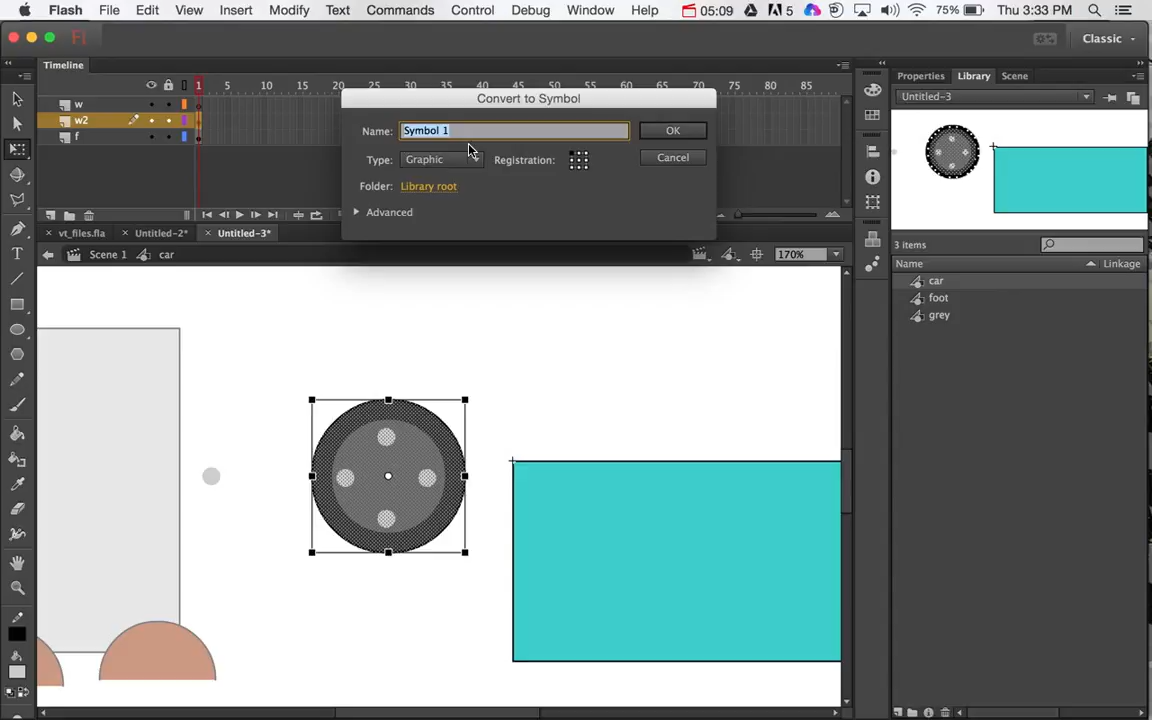 Flash File Edit View Insert Modify Text Commands Control Debug Window Help 05:09 5 75% Thu 3:33 PM
Fl Classic
Timeline
1 5 10 15 20 25 30 35 40 45 50 55 60 65 70 75 80 85
w
w2
f
Convert to Symbol
Name: Symbol 1 OK
Type: Graphic Registration: Cancel
Folder: Library root
Advanced
Properties Library Scene
Untitled-3
vt_files.fla Untitled-2* Untitled-3*
Scene 1 car 170%
3 items
Name Linkage
car
foot
grey